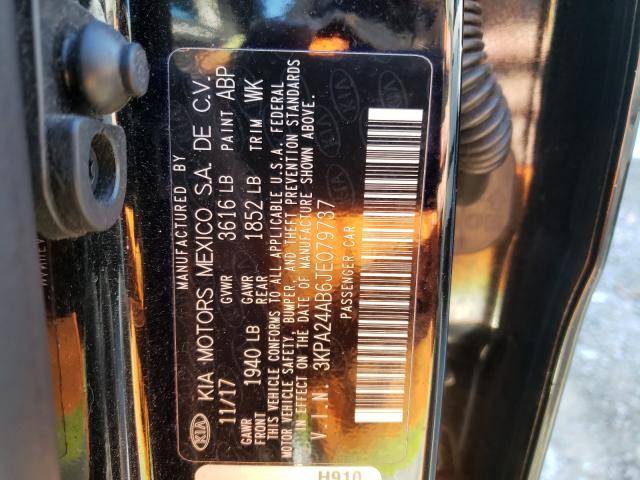 MANUFACTURED BY
KIA KIA MOTORS MEXICO S.A. DE C.V.
11/17 GVWR 3616 LB PAINT ABP
GAWR FRONT 1940 LB GAWR REAR 1852 LB TRIM WK
THIS VEHICLE CONFORMS TO ALL APPLICABLE U.S.A. FEDERAL
MOTOR VEHICLE SAFETY, BUMPER, AND THEFT PREVENTION STANDARDS
IN EFFECT ON THE DATE OF MANUFACTURE SHOWN ABOVE.
V.I.N. 3KPA24AB6JE079737
PASSENGER CAR
H910